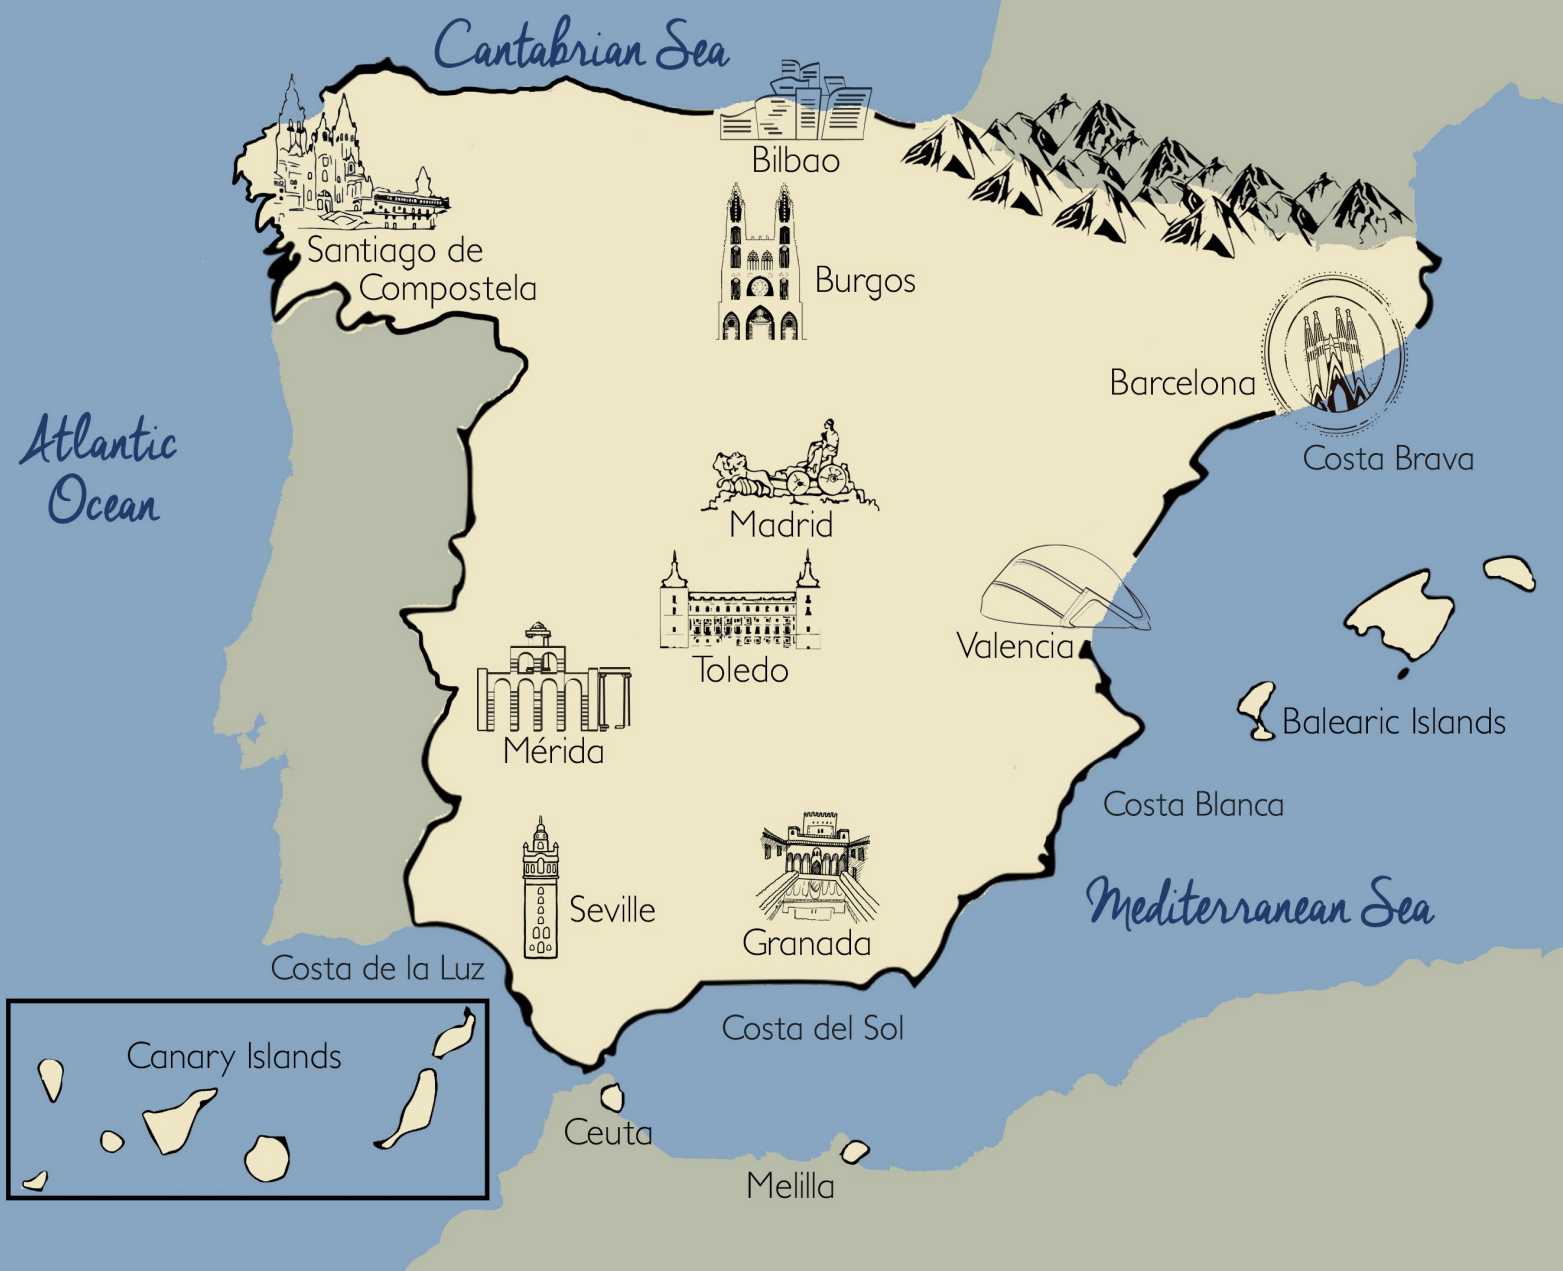 Cantabrian Sea
Bilbao
Santiago de
Compostela
Burgos
Barcelona
Atlantic
Ocean
Costa Brava
Madrid
Valencia
Toledo
Balearic Islands
Mérida
Costa Blanca
Seville
Mediterranean Sea
Granada
Costa de la Luz
Costa del Sol
Canary Islands
Ceuta
Melilla